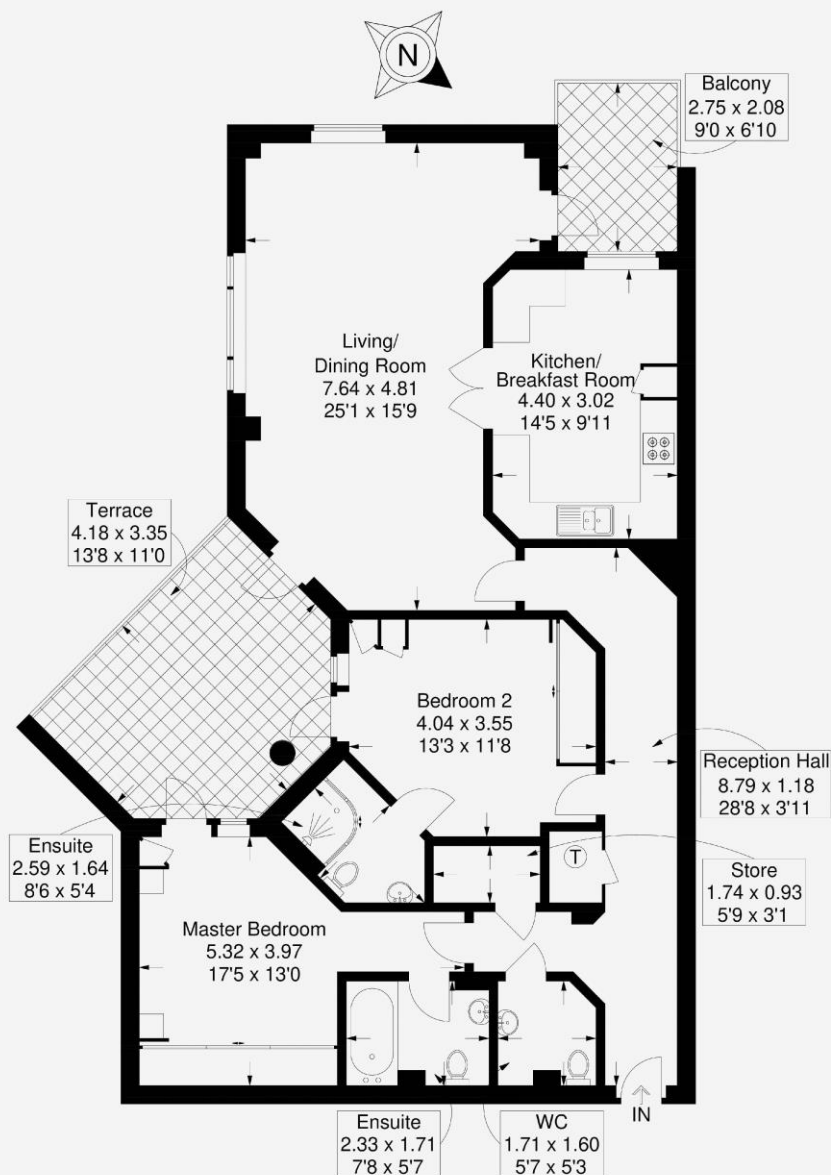 N
Balcony
2.75 x 2.08
9'0 x 6'10
Living/
Dining Room
7.64 x 4.81
25'1 x 15'9
Kitchen/
Breakfast Room
4.40 x 3.02
14'5 x 9'11
Terrace
4.18 x 3.35
13'8 x 11'0
Bedroom 2
4.04 x 3.55
13'3 x 11'8
Reception Hall
8.79 x 1.18
28'8 x 3'11
Ensuite
2.59 x 1.64
8'6 x 5'4
T
Store
1.74 x 0.93
5'9 x 3'1
Master Bedroom
5.32 x 3.97
17'5 x 13'0
IN
Ensuite
2.33 x 1.71
7'8 x 5'7
WC
1.71 x 1.60
5'7 x 5'3